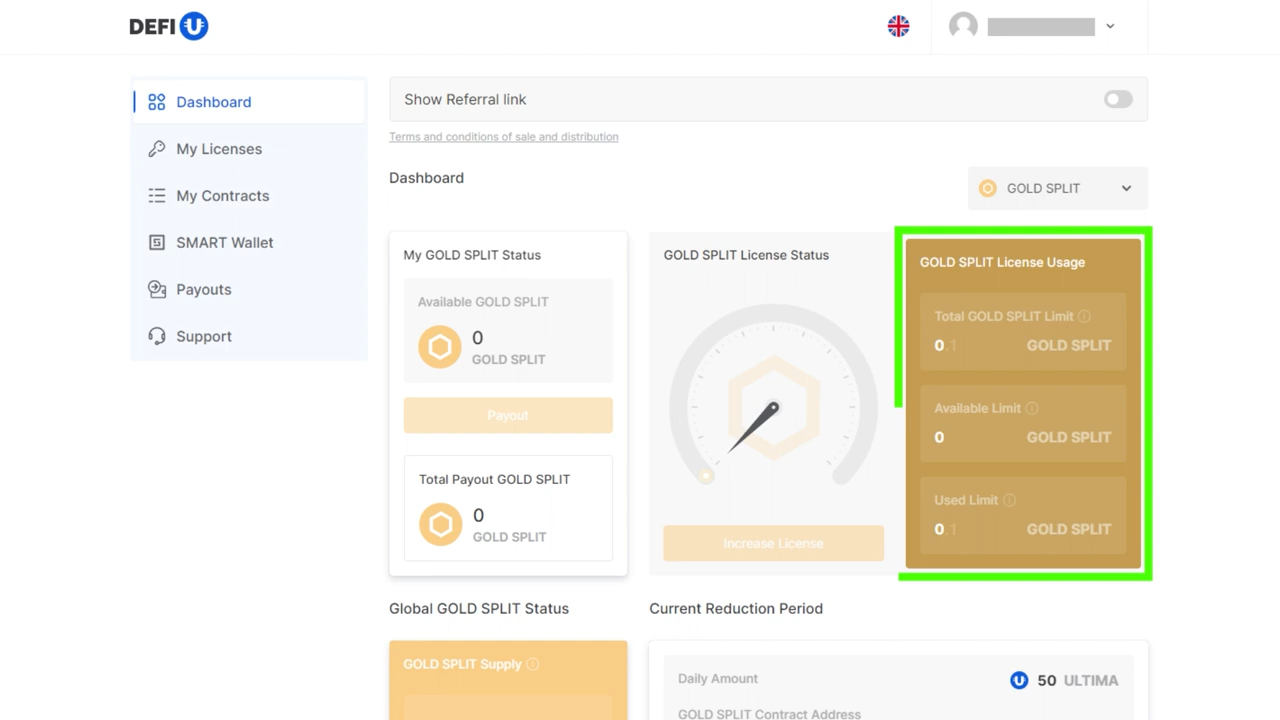 DEFI U
Show Referral link
Terms and conditions of sale and distribution
Dashboard
My Licenses
My Contracts
SMART Wallet
Payouts
Support
Dashboard
GOLD SPLIT
My GOLD SPLIT Status
Available GOLD SPLIT
0
GOLD SPLIT
Payout
Total Payout GOLD SPLIT
0
GOLD SPLIT
GOLD SPLIT License Status
Increase License
GOLD SPLIT License Usage
Total GOLD SPLIT Limit
0.1 GOLD SPLIT
Available Limit
0 GOLD SPLIT
Used Limit
0.1 GOLD SPLIT
Global GOLD SPLIT Status
GOLD SPLIT Supply
Current Reduction Period
Daily Amount
50 ULTIMA
GOLD SPLIT Contract Address